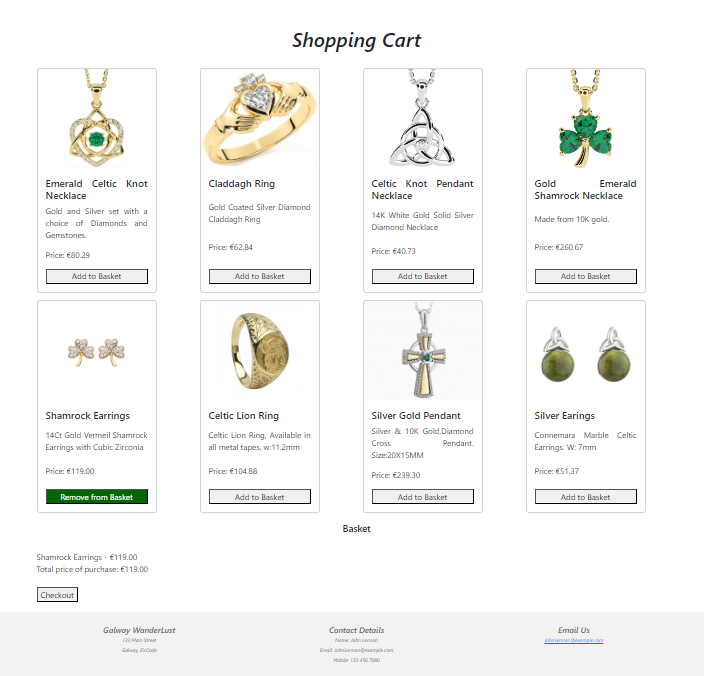 Shopping Cart
Emerald Celtic Knot
Necklace
Gold and Silver set with a
choice of Diamonds and
Gemstones.
Price: €80.29
Add to Basket
Claddagh Ring
Gold Coated Silver Diamond
Claddagh Ring
Price: €62.84
Add to Basket
Celtic Knot Pendant
Necklace
14K White Gold Solid Silver
Diamond Necklace
Price: €40.73
Add to Basket
Gold Emerald
Shamrock Necklace
Made from 10K gold.
Price: €260.67
Add to Basket
Shamrock Earrings
14Ct Gold Vermeil Shamrock
Earrings with Cubic Zirconia
Price: €119.00
Remove from Basket
Celtic Lion Ring
Celtic Lion Ring, Available in
all metal tapes, w:11.2mm
Price: €104.88
Add to Basket
Silver Gold Pendant
Silver & 10K Gold,Diamond
Cross Pendant.
Size:20X15MM
Price: €239.30
Add to Basket
Silver Earings
Connemara Marble Celtic
Earrings. W: 7mm
Price: €51.37
Add to Basket
Basket
Shamrock Earrings - €119.00
Total price of purchase: €119.00
Checkout
Galway WanderLust
123 Main Street
Galway, EirCode
Contact Details
Name: John Lennon
Email: JohnLennon@example.com
Mobile: 123 456 7890
Email Us
JohnLennon@example.com